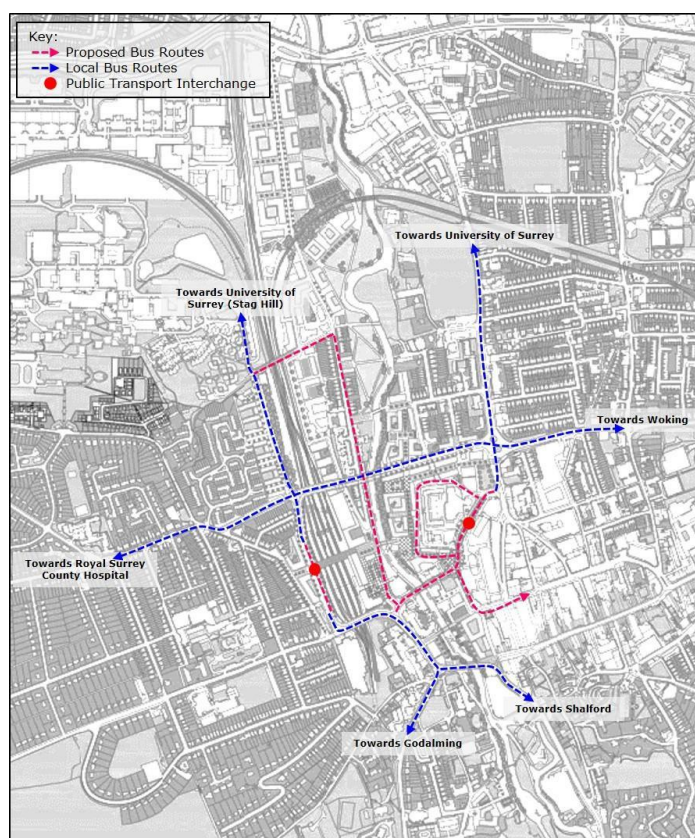 Key:
Proposed Bus Routes
Local Bus Routes
Public Transport Interchange
Towards University of Surrey
Towards University of
Surrey (Stag Hill)
Towards Woking
Towards Royal Surrey
County Hospital
Towards Shalford
Towards Godalming